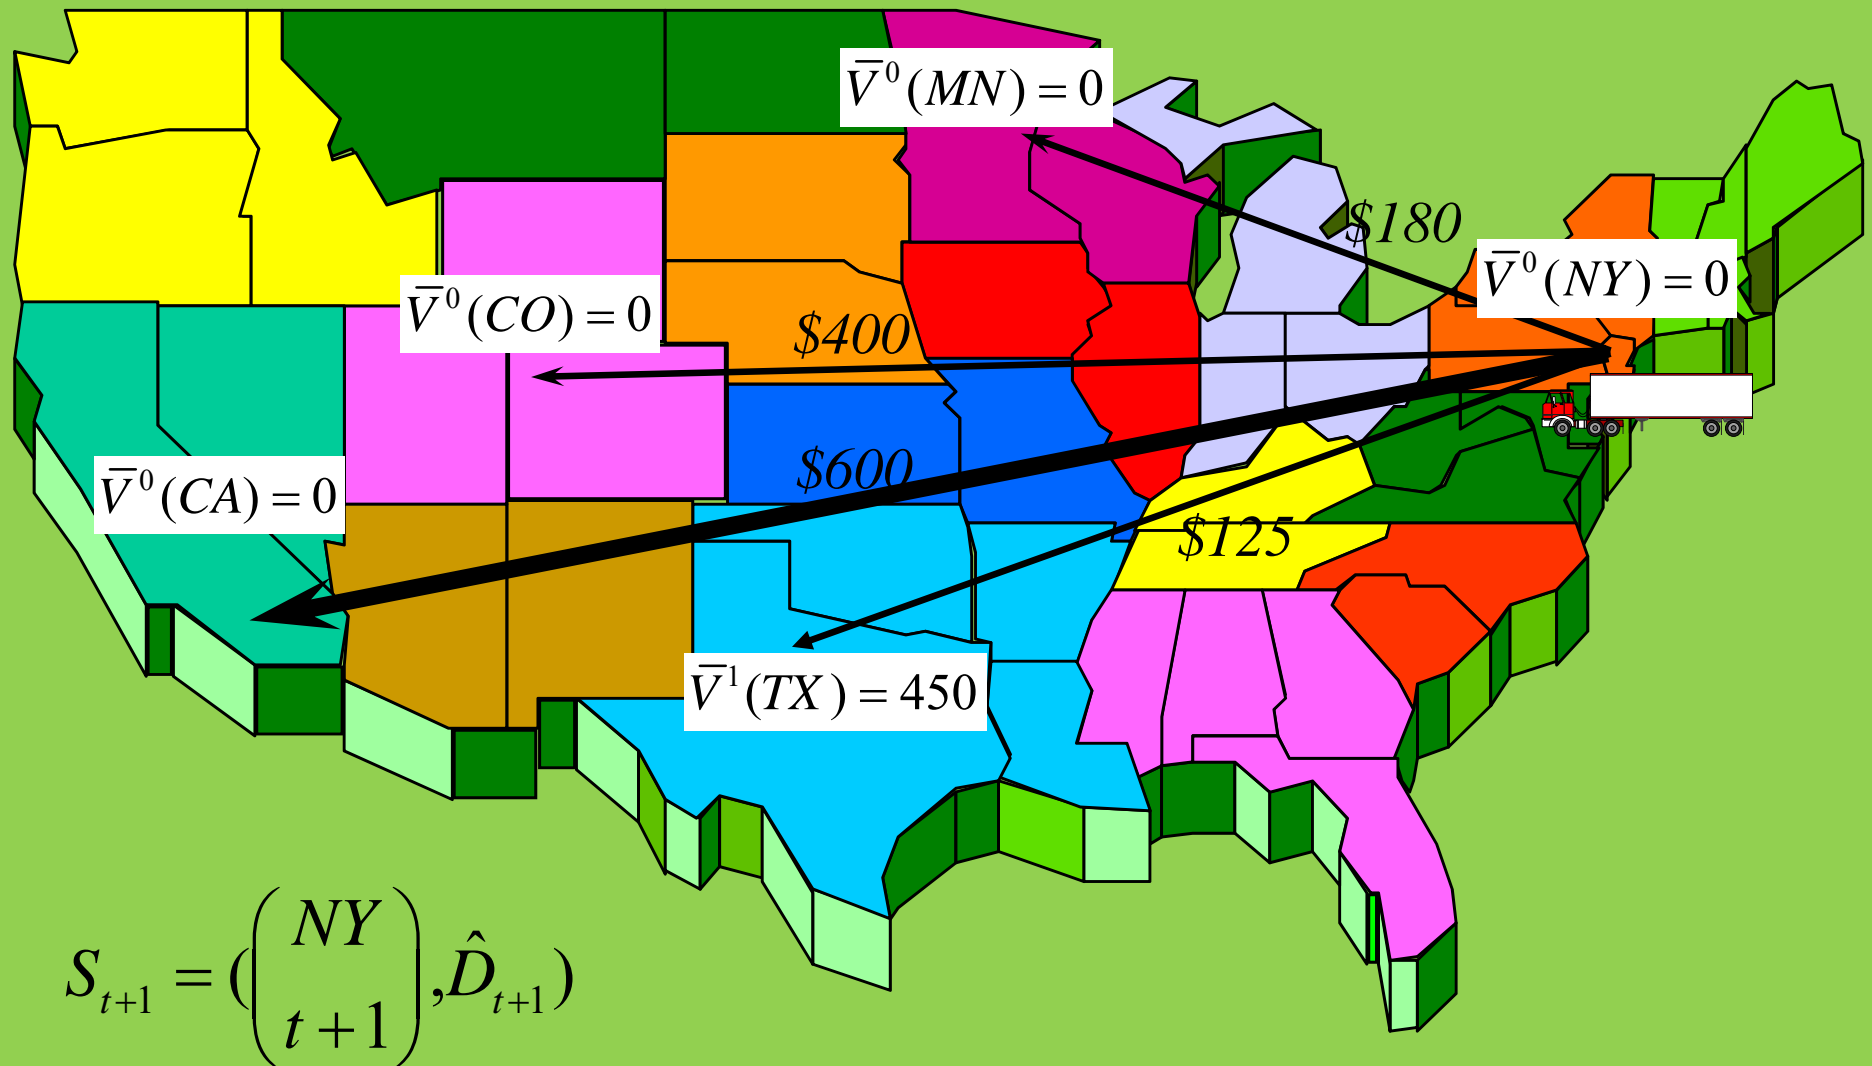 V̅⁰(MN) = 0
$180
V̅⁰(NY) = 0
V̅⁰(CO) = 0
$400
$600
V̅⁰(CA) = 0
$125
V̅¹(TX) = 450
Sₜ₊₁ = ((NY
t+1), D̂ₜ₊₁)